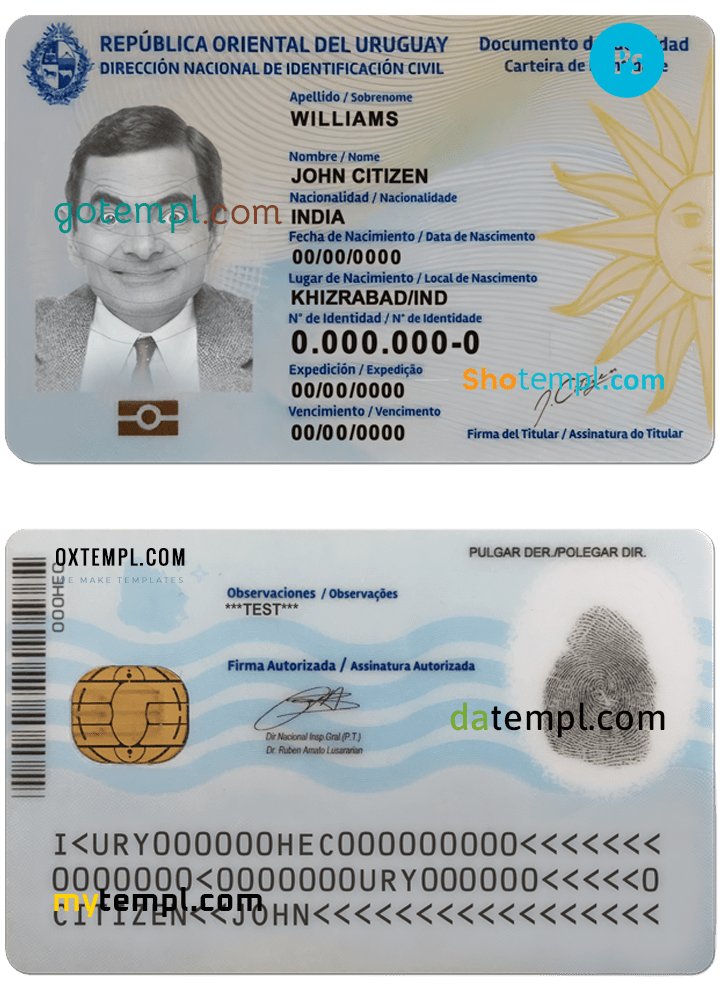 REPÚBLICA ORIENTAL DEL URUGUAY
DIRECCIÓN NACIONAL DE IDENTIFICACIÓN CIVIL
Documento d dad
Carteira de e
Ps
Apellido / Sobrenome
WILLIAMS
Nombre / Nome
JOHN CITIZEN
Nacionalidad / Nacionalidade
gotempl.com
INDIA
Fecha de Nacimiento / Data de Nascimento
00/00/0000
Lugar de Nacimiento / Local de Nascimento
KHIZRABAD/IND
N° de Identidad / N° de Identidade
0.000.000-0
Expedición / Expedição
00/00/0000
Shotempl.com
J. Citizen
Vencimiento / Vencimento
00/00/0000
Firma del Titular / Assinatura do Titular
OXTEMPL.COM
WE MAKE TEMPLATES
000HEC
PULGAR DER./POLEGAR DIR.
Observaciones / Observações
***TEST***
Firma Autorizada / Assinatura Autorizada
datempl.com
Dir Nacional Insp.Gral (P.T.)
Dr. Ruben Amato Lusararian
I<URY000000HEC000000000<<<<<<<
0000000<0000000URY000000<<<<<0
mytempl.com
CITIZEN<<JOHN<<<<<<<<<<<<<<<<<